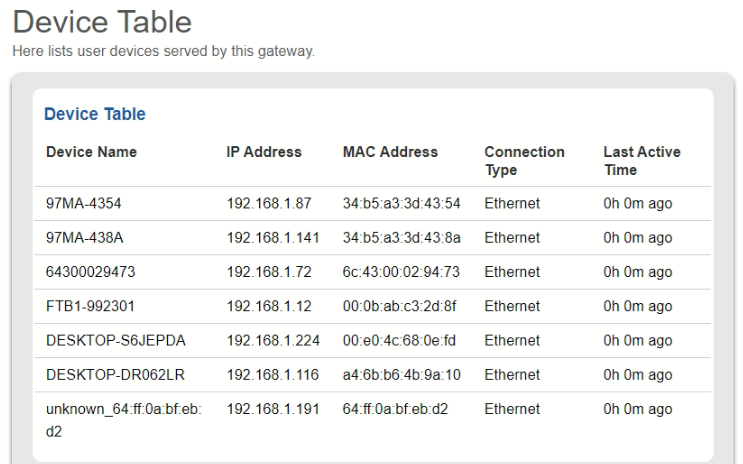 Device Table
Here lists user devices served by this gateway.
Device Table
Device Name IP Address MAC Address Connection Type Last Active Time
97MA-4354 192.168.1.87 34:b5:a3:3d:43:54 Ethernet 0h 0m ago
97MA-438A 192.168.1.141 34:b5:a3:3d:43:8a Ethernet 0h 0m ago
64300029473 192.168.1.72 6c:43:00:02:94:73 Ethernet 0h 0m ago
FTB1-992301 192.168.1.12 00:0b:ab:c3:2d:8f Ethernet 0h 0m ago
DESKTOP-S6JEPDA 192.168.1.224 00:e0:4c:68:0e:fd Ethernet 0h 0m ago
DESKTOP-DR062LR 192.168.1.116 a4:6b:b6:4b:9a:10 Ethernet 0h 0m ago
unknown_64:ff:0a:bf:eb: 192.168.1.191 64:ff:0a:bf:eb:d2 Ethernet 0h 0m ago
d2